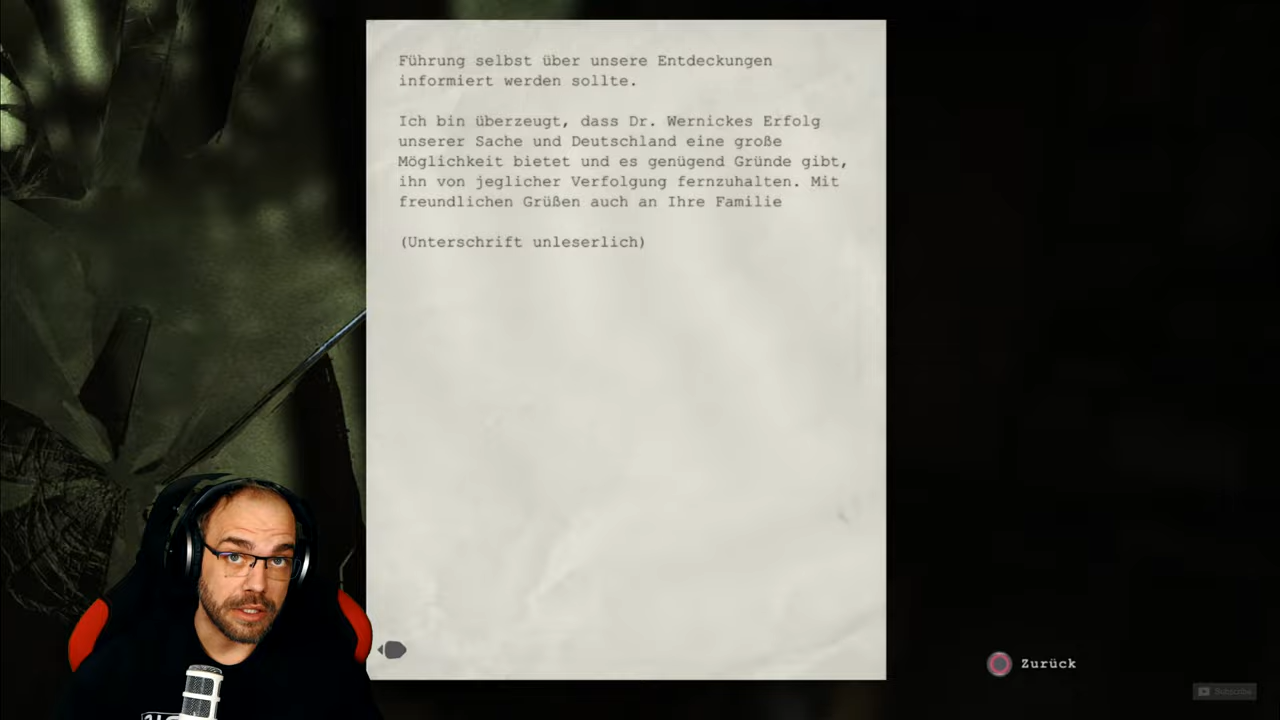 Führung selbst über unsere Entdeckungen
informiert werden sollte.
Ich bin überzeugt, dass Dr. Wernickes Erfolg
unserer Sache und Deutschland eine große
Möglichkeit bietet und es genügend Gründe gibt,
ihn von jeglicher Verfolgung fernzuhalten. Mit
freundlichen Grüßen auch an Ihre Familie
(Unterschrift unleserlich)
Zurück
Subscribe